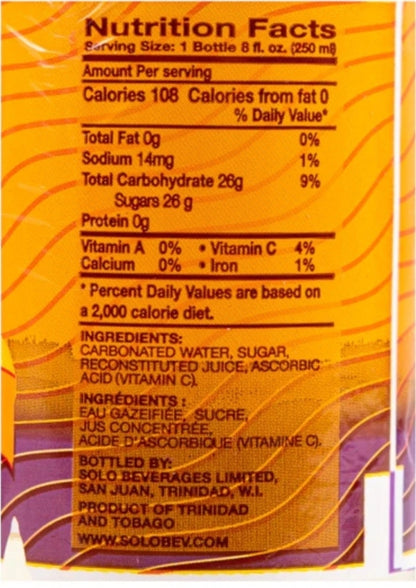 Nutrition Facts
Serving Size: 1 Bottle 8 fl. oz. (250 ml)
Amount Per serving
Calories 108 Calories from fat 0
% Daily Value*
Total Fat 0g 0%
Sodium 14mg 1%
Total Carbohydrate 26g 9%
Sugars 26 g
Protein 0g
Vitamin A 0% • Vitamin C 4%
Calcium 0% • Iron 1%
* Percent Daily Values are based on
a 2,000 calorie diet.
INGREDIENTS:
CARBONATED WATER, SUGAR,
RECONSTITUTED JUICE, ASCORBIC
ACID (VITAMIN C).
INGRÉDIENTS :
EAU GAZEIFIÉE, SUCRE,
JUS CONCENTRÉE,
ACIDE D'ASCORBIQUE (VITAMINE C).
BOTTLED BY:
SOLO BEVERAGES LIMITED,
SAN JUAN, TRINIDAD, W.I.
PRODUCT OF TRINIDAD
AND TOBAGO
WWW.SOLOBEV.COM